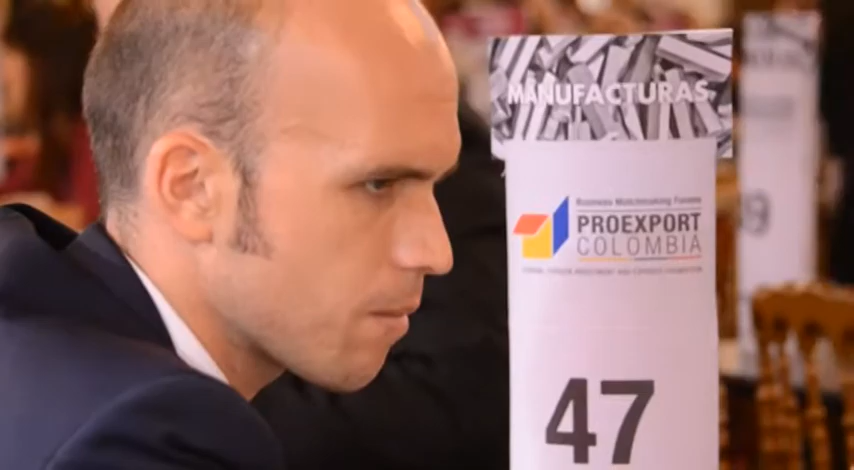 MANUFACTURAS
Business Matchmaking Forums
PROEXPORT
COLOMBIA
47